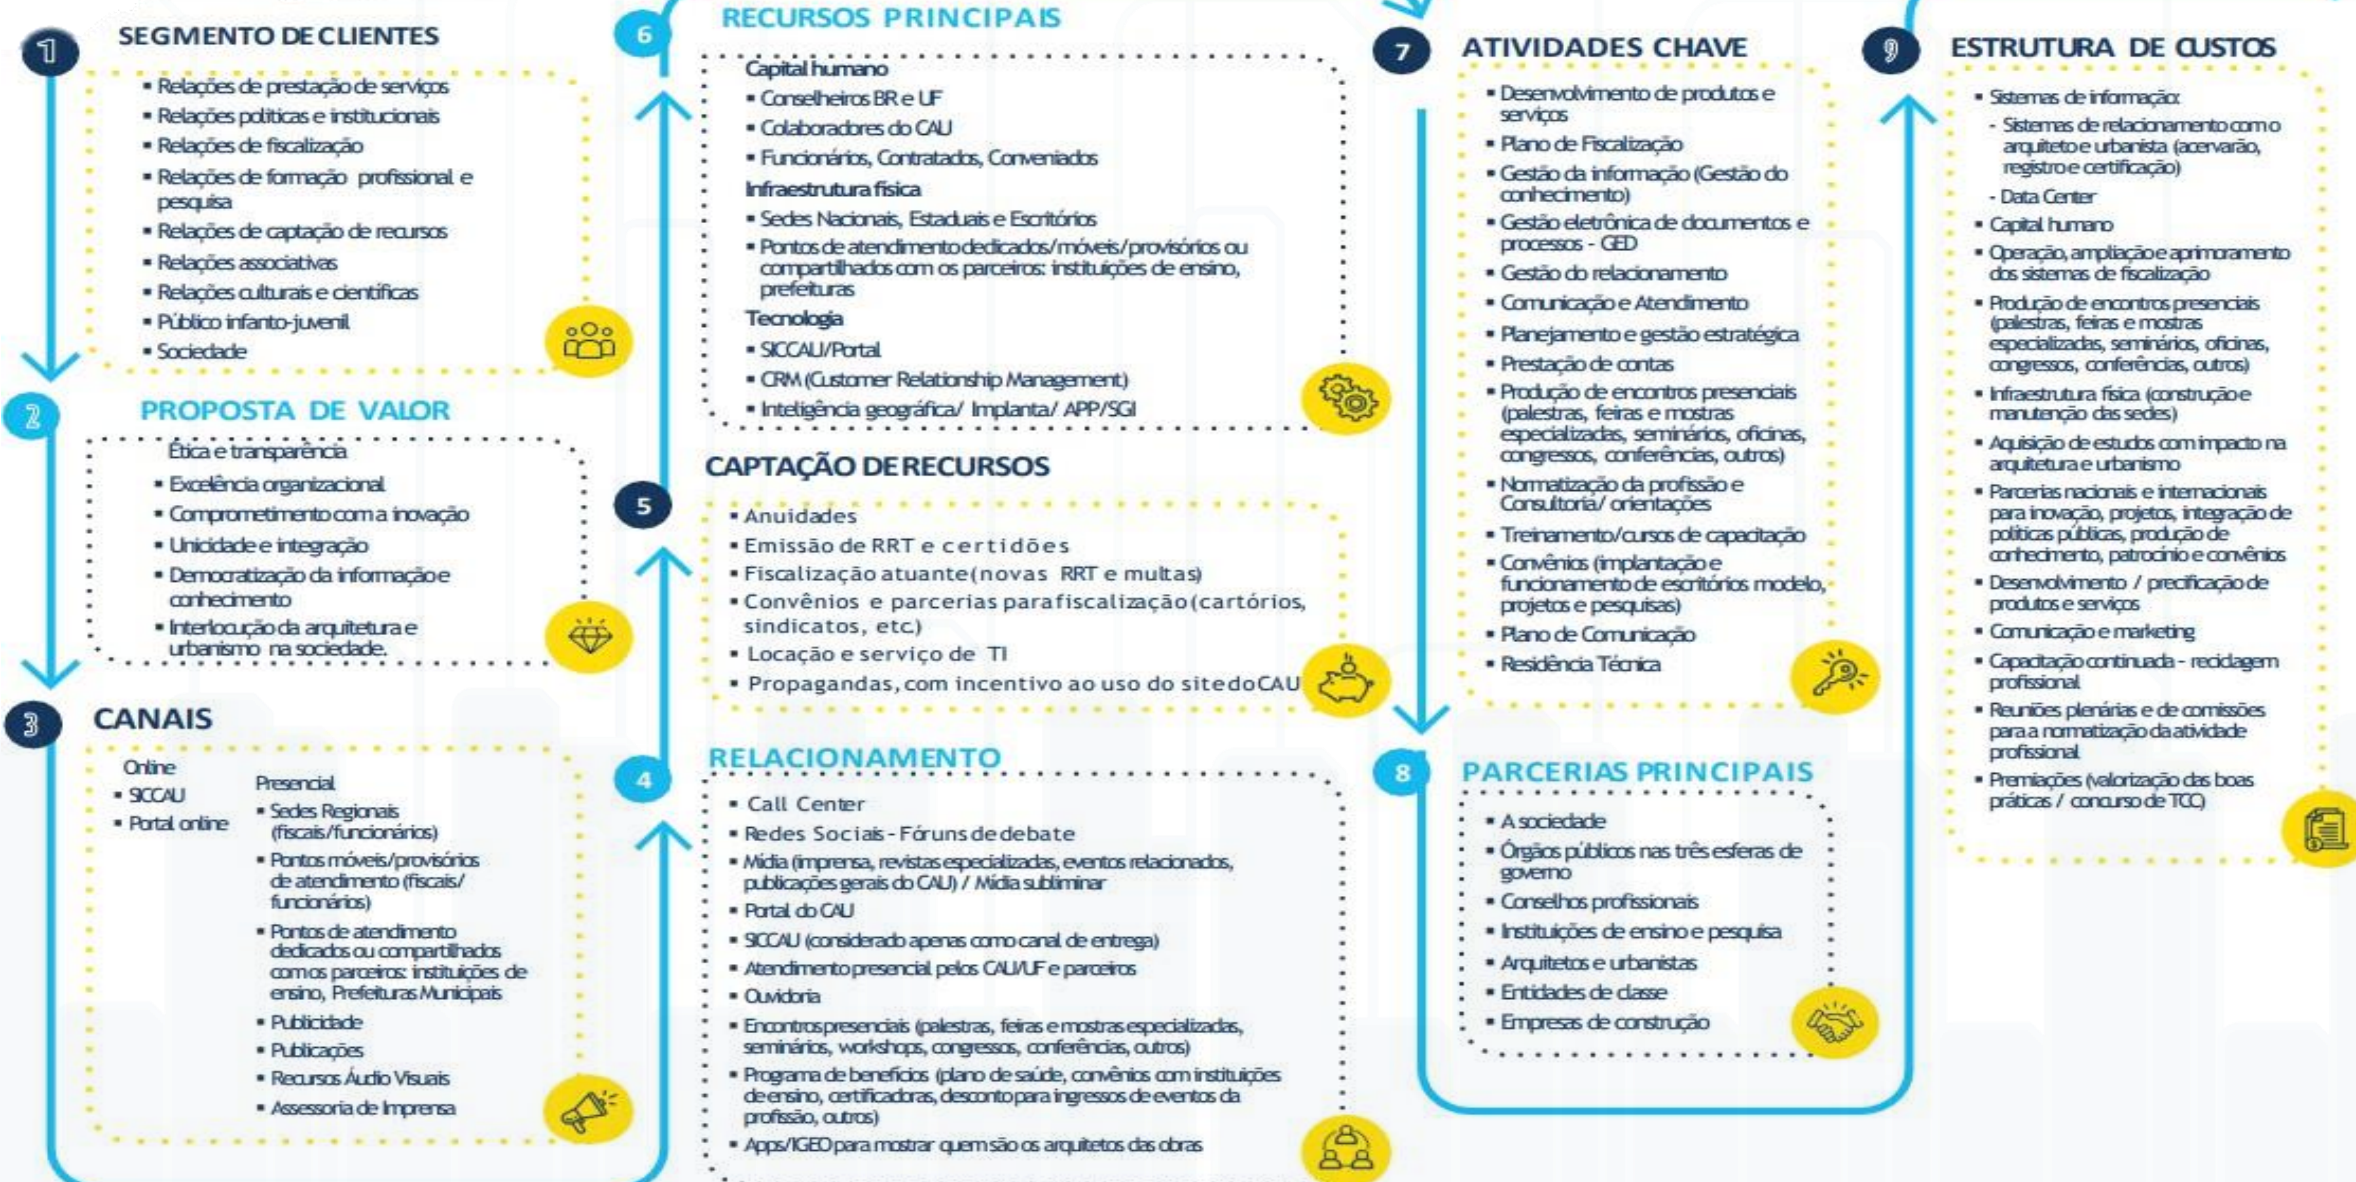 1
SEGMENTO DE CLIENTES
▪ Relações de prestação de serviços
▪ Relações políticas e institucionais
▪ Relações de fiscalização
▪ Relações de formação profissional e
pesquisa
▪ Relações de captação de recursos
▪ Relações associativas
▪ Relações culturais e científicas
▪ Público infanto-juvenil
▪ Sociedade
2
PROPOSTA DE VALOR
Ética e transparência
▪ Excelência organizacional
▪ Comprometimento com a inovação
▪ Unicidade e integração
▪ Democratização da informação e
conhecimento
▪ Interlocução da arquitetura e
urbanismo na sociedade.
3
CANAIS
Online
▪ SICCAU
▪ Portal online
Presencial
▪ Sedes Regionais
(fiscais/funcionários)
▪ Pontos móveis/provisórios
de atendimento (fiscais/
funcionários)
▪ Pontos de atendimento
dedicados ou compartilhados
com os parceiros: instituições de
ensino, Prefeituras Municipais
▪ Publicidade
▪ Publicações
▪ Recursos Áudio Visuais
▪ Assessoria de Imprensa
4
RELACIONAMENTO
▪ Call Center
▪ Redes Sociais - Fóruns de debate
▪ Mídia (imprensa, revistas especializadas, eventos relacionados,
publicações gerais do CAU) / Mídia subliminar
▪ Portal do CAU
▪ SICCAU (considerado apenas como canal de entrega)
▪ Atendimento presencial pelos CAU/UF e parceiros
▪ Ouvidoria
▪ Encontros presenciais (palestras, feiras e mostras especializadas,
seminários, workshops, congressos, conferências, outros)
▪ Programa de benefícios (plano de saúde, convênios com instituições
de ensino, certificadoras, desconto para ingressos de eventos da
profissão, outros)
▪ Apps/IGEO para mostrar quem são os arquitetos das obras
5
CAPTAÇÃO DE RECURSOS
▪ Anuidades
▪ Emissão de RRT e certidões
▪ Fiscalização atuante (novas RRT e multas)
▪ Convênios e parcerias para fiscalização (cartórios,
sindicatos, etc.)
▪ Locação e serviço de TI
▪ Propagandas, com incentivo ao uso do site do CAU
6
RECURSOS PRINCIPAIS
Capital humano
▪ Conselheiros BR e UF
▪ Colaboradores do CAU
▪ Funcionários, Contratados, Conveniados
Infraestrutura física
▪ Sedes Nacionais, Estaduais e Escritórios
▪ Pontos de atendimento dedicados/móveis/provisórios ou
compartilhados com os parceiros: instituições de ensino,
prefeituras
Tecnologia
▪ SICCAU/Portal
▪ CRM (Customer Relationship Management)
▪ Inteligência geográfica/ Implanta/ APP/SGI
7
ATIVIDADES CHAVE
▪ Desenvolvimento de produtos e
serviços
▪ Plano de Fiscalização
▪ Gestão da informação (Gestão do
conhecimento)
▪ Gestão eletrônica de documentos e
processos - GED
▪ Gestão do relacionamento
▪ Comunicação e Atendimento
▪ Planejamento e gestão estratégica
▪ Prestação de contas
▪ Produção de encontros presenciais
(palestras, feiras e mostras
especializadas, seminários, oficinas,
congressos, conferências, outros)
▪ Normatização da profissão e
Consultoria/ orientações
▪ Treinamento/cursos de capacitação
▪ Convênios (implantação e
funcionamento de escritórios modelo,
projetos e pesquisas)
▪ Plano de Comunicação
▪ Residência Técnica
8
PARCERIAS PRINCIPAIS
▪ A sociedade
▪ Órgãos públicos nas três esferas de
governo
▪ Conselhos profissionais
▪ Instituições de ensino e pesquisa
▪ Arquitetos e urbanistas
▪ Entidades de classe
▪ Empresas de construção
9
ESTRUTURA DE CUSTOS
▪ Sistemas de informação:
- Sistemas de relacionamento com o
arquiteto e urbanista (acervarão,
registro e certificação)
- Data Center
▪ Capital humano
▪ Operação, ampliação e aprimoramento
dos sistemas de fiscalização
▪ Produção de encontros presenciais
(palestras, feiras e mostras
especializadas, seminários, oficinas,
congressos, conferências, outros)
▪ Infraestrutura física (construção e
manutenção das sedes)
▪ Aquisição de estudos com impacto na
arquitetura e urbanismo
▪ Parcerias nacionais e internacionais
para inovação, projetos, integração de
políticas públicas, produção de
conhecimento, patrocínio e convênios
▪ Desenvolvimento / precificação de
produtos e serviços
▪ Comunicação e marketing
▪ Capacitação continuada - reciclagem
profissional
▪ Reuniões plenárias e de comissões
para a normatização da atividade
profissional
▪ Premiações (valorização das boas
práticas / concurso de TCC)